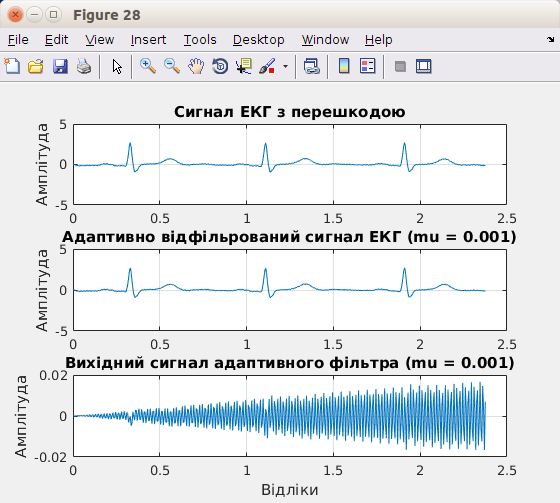 Figure 28
File Edit View Insert Tools Desktop Window Help
Сигнал ЕКГ з перешкодою
Амплітуда
5
0
-5
0 0.5 1 1.5 2 2.5
Адаптивно відфільрований сигнал ЕКГ (mu = 0.001)
Амплітуда
5
0
-5
0 0.5 1 1.5 2 2.5
Вихідний сигнал адаптивного фільтра (mu = 0.001)
Амплітуда
0.02
0
-0.02
0 0.5 1 1.5 2 2.5
Відліки